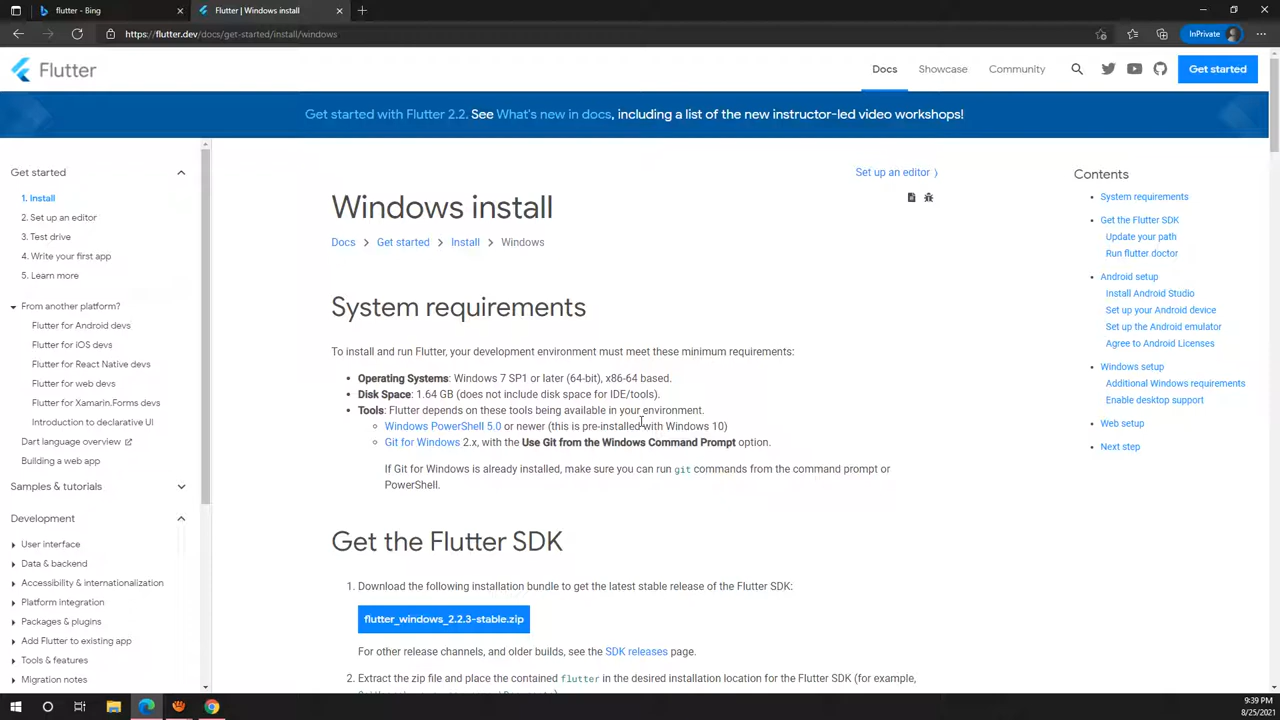 flutter - Bing
Flutter | Windows install
https://flutter.dev/docs/get-started/install/windows
InPrivate
Flutter
Docs
Showcase
Community
Get started
Get started with Flutter 2.2. See What's new in docs, including a list of the new instructor-led video workshops!
Get started
1. Install
2. Set up an editor
3. Test drive
4. Write your first app
5. Learn more
From another platform?
Flutter for Android devs
Flutter for iOS devs
Flutter for React Native devs
Flutter for web devs
Flutter for Xamarin.Forms devs
Introduction to declarative UI
Dart language overview
Building a web app
Samples & tutorials
Development
User interface
Data & backend
Accessibility & internationalization
Platform integration
Packages & plugins
Add Flutter to existing app
Tools & features
Migration notes
Set up an editor
Windows install
Docs > Get started > Install > Windows
System requirements
To install and run Flutter, your development environment must meet these minimum requirements:
• Operating Systems: Windows 7 SP1 or later (64-bit), x86-64 based.
• Disk Space: 1.64 GB (does not include disk space for IDE/tools).
• Tools: Flutter depends on these tools being available in your environment.
◦ Windows PowerShell 5.0 or newer (this is pre-installed with Windows 10)
◦ Git for Windows 2.x, with the Use Git from the Windows Command Prompt option.
If Git for Windows is already installed, make sure you can run git commands from the command prompt or
PowerShell.
Get the Flutter SDK
1. Download the following installation bundle to get the latest stable release of the Flutter SDK:
flutter_windows_2.2.3-stable.zip
For other release channels, and older builds, see the SDK releases page.
2. Extract the zip file and place the contained flutter in the desired installation location for the Flutter SDK (for example,
Contents
• System requirements
• Get the Flutter SDK
Update your path
Run flutter doctor
• Android setup
Install Android Studio
Set up your Android device
Set up the Android emulator
Agree to Android Licenses
• Windows setup
Additional Windows requirements
Enable desktop support
• Web setup
• Next step
9:39 PM
8/25/2021